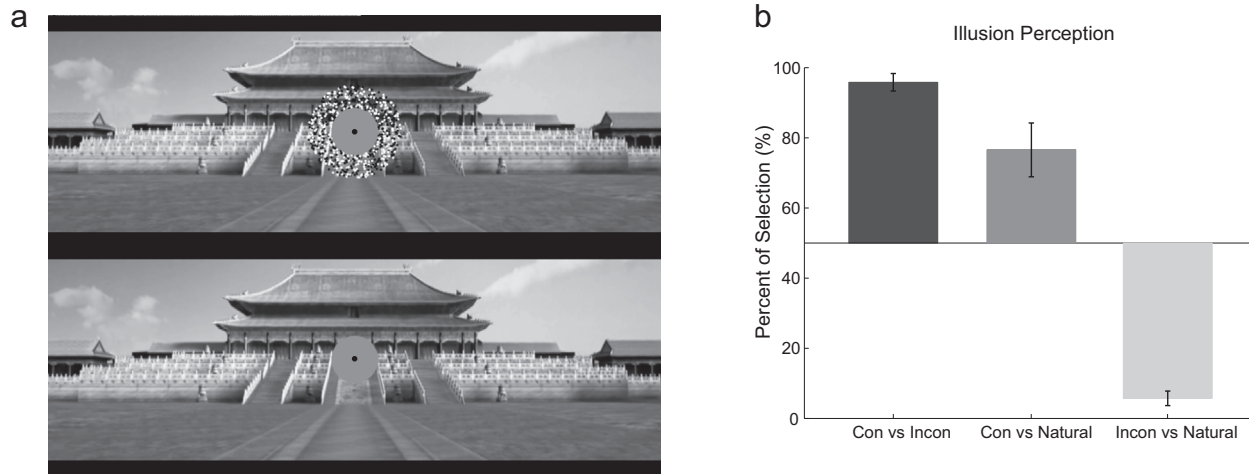 a
b
Illusion Perception
Percent of Selection (%)
100
80
60
40
20
0
Con vs Incon
Con vs Natural
Incon vs Natural